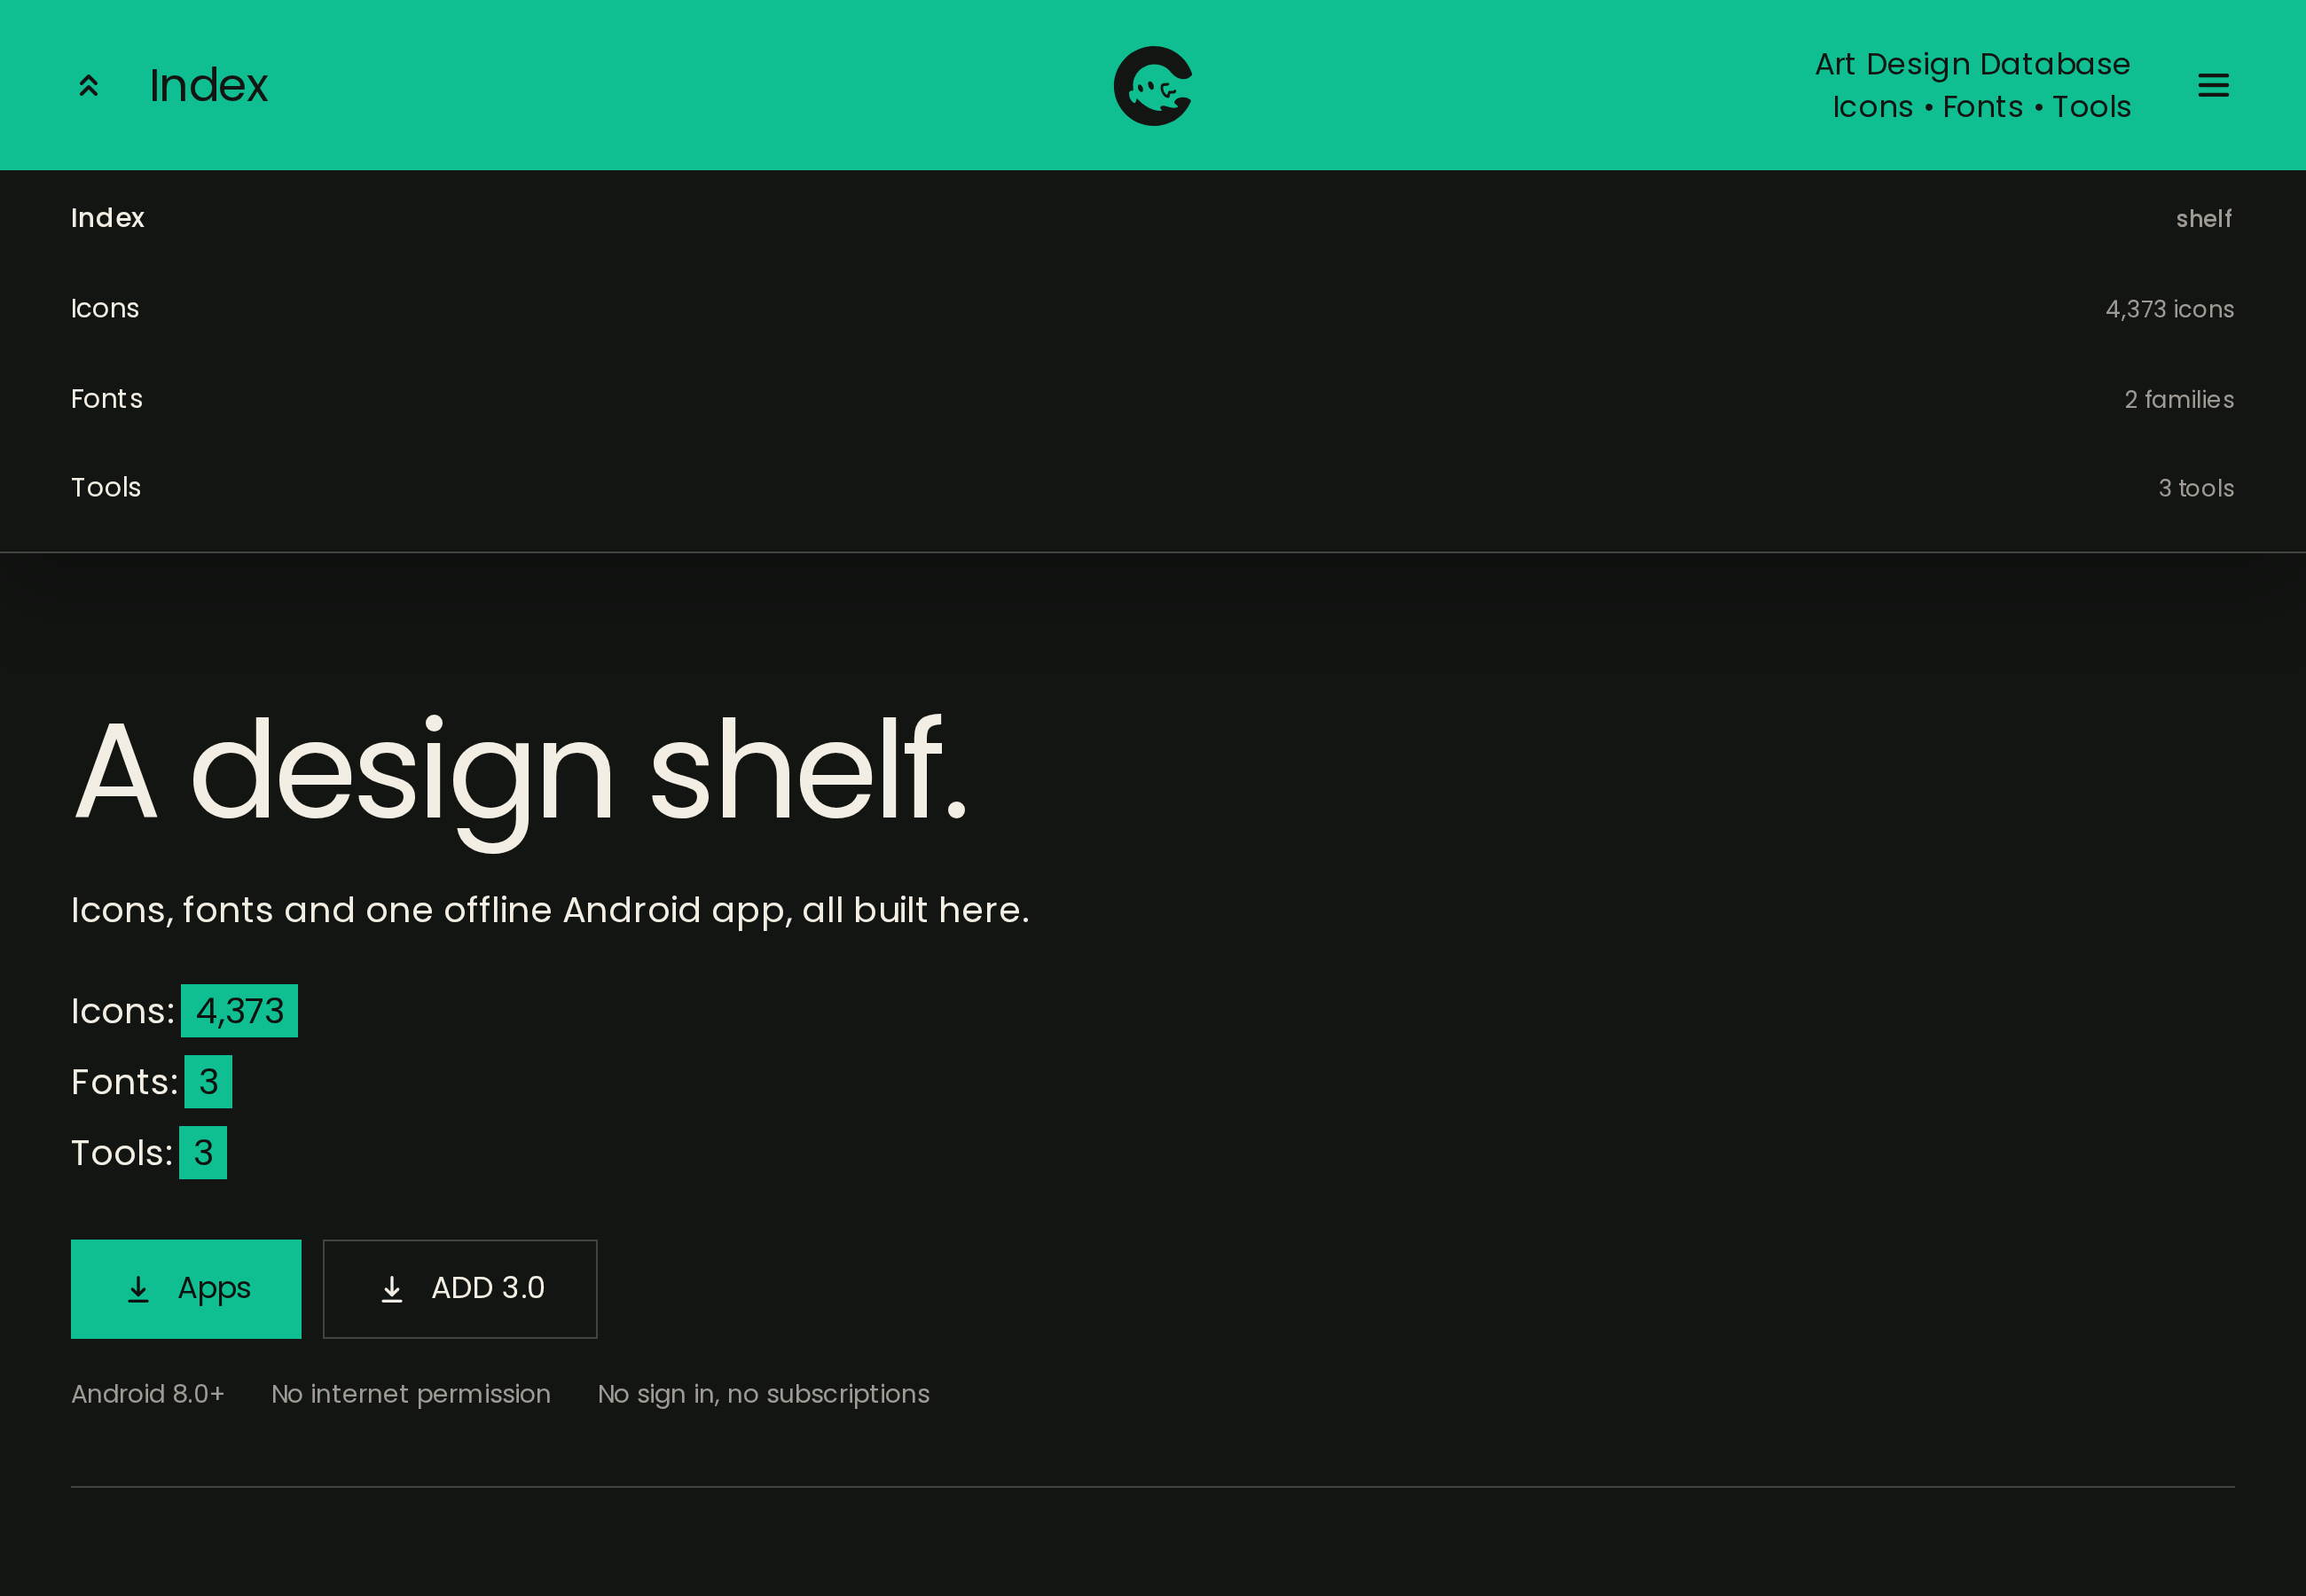 Index
Art Design Database
Icons • Fonts • Tools
Index shelf
Icons 4,373 icons
Fonts 2 families
Tools 3 tools
A design shelf.
Icons, fonts and one offline Android app, all built here.
Icons: 4,373
Fonts: 3
Tools: 3
Apps ADD 3.0
Android 8.0+ No internet permission No sign in, no subscriptions